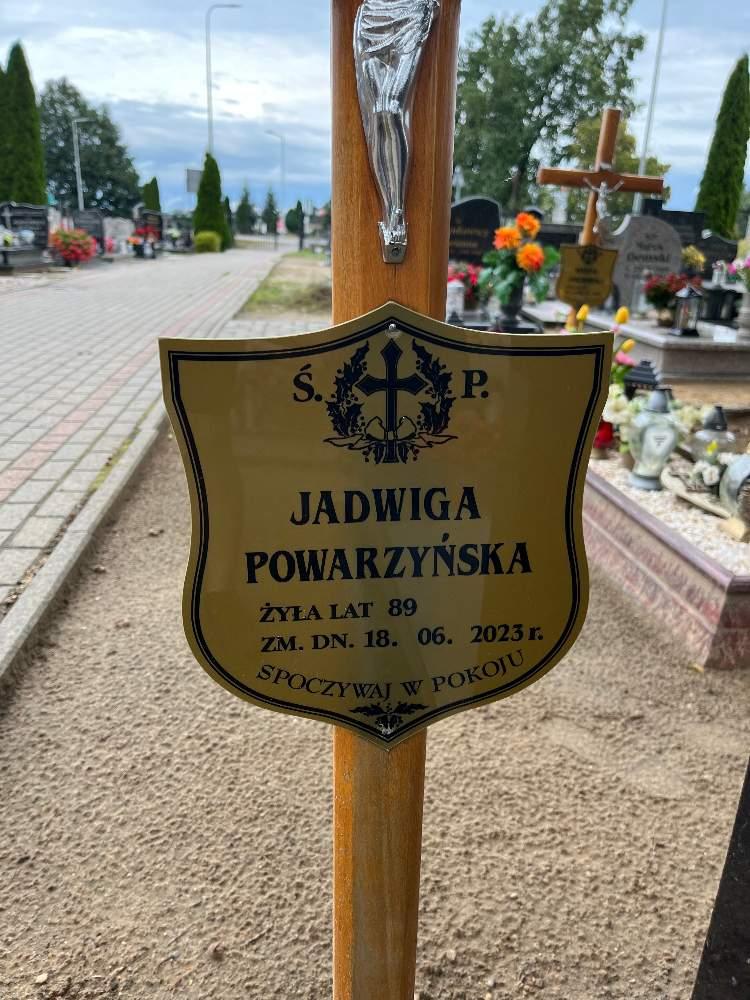 Ś. P.
JADWIGA
POWARZYŃSKA
ŻYŁA LAT 89
ZM. DN. 18. 06. 2023 r.
SPOCZYWAJ W POKOJU